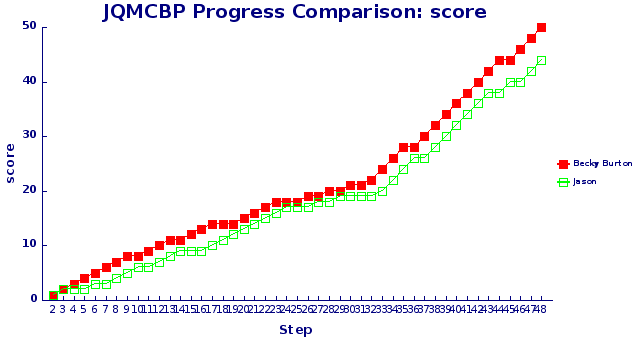 JQMCBP Progress Comparison: score
50
40
30
20
10
0
score
2 3 4 5 6 7 8 9 10 11 12 13 14 15 16 17 18 19 20 21 22 23 24 25 26 27 28 29 30 31 32 33 34 35 36 37 38 39 40 41 42 43 44 45 46 47 48
Step
Becky Burton
Jason